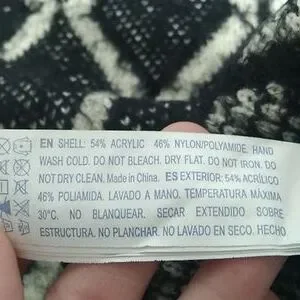 EN SHELL: 54% ACRYLIC 46% NYLON/POLYAMIDE. HAND
WASH COLD. DO NOT BLEACH. DRY FLAT. DO NOT IRON. DO
NOT DRY CLEAN. Made in China. ES EXTERIOR: 54% ACRÍLICO
46% POLIAMIDA. LAVADO A MANO. TEMPERATURA MÁXIMA
30°C. NO BLANQUEAR. SECAR EXTENDIDO SOBRE
ESTRUCTURA. NO PLANCHAR. NO LAVADO EN SECO. HECHO